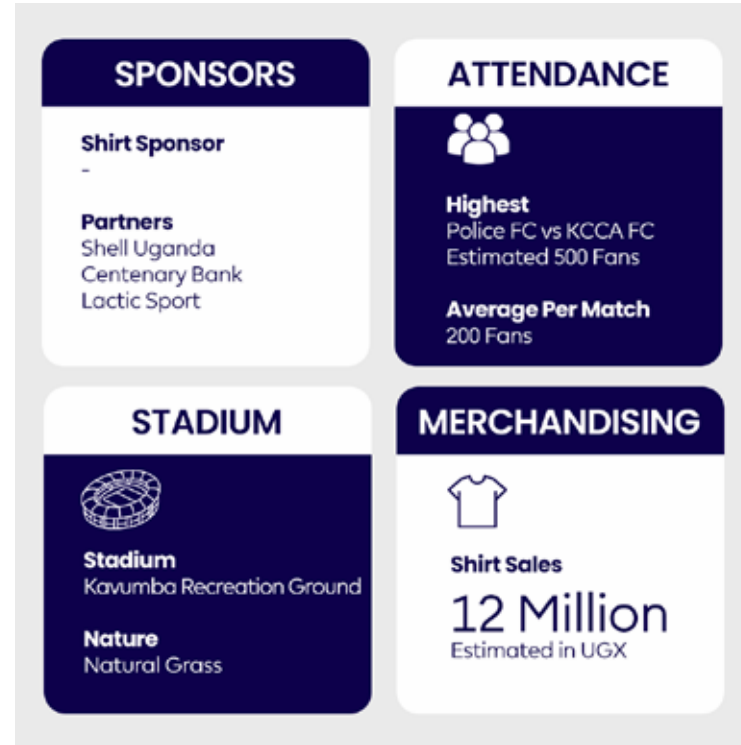 SPONSORS
Shirt Sponsor
-
Partners
Shell Uganda
Centenary Bank
Lactic Sport
ATTENDANCE
Highest
Police FC vs KCCA FC
Estimated 500 Fans
Average Per Match
200 Fans
STADIUM
Stadium
Kavumba Recreation Ground
Nature
Natural Grass
MERCHANDISING
Shirt Sales
12 Million
Estimated in UGX